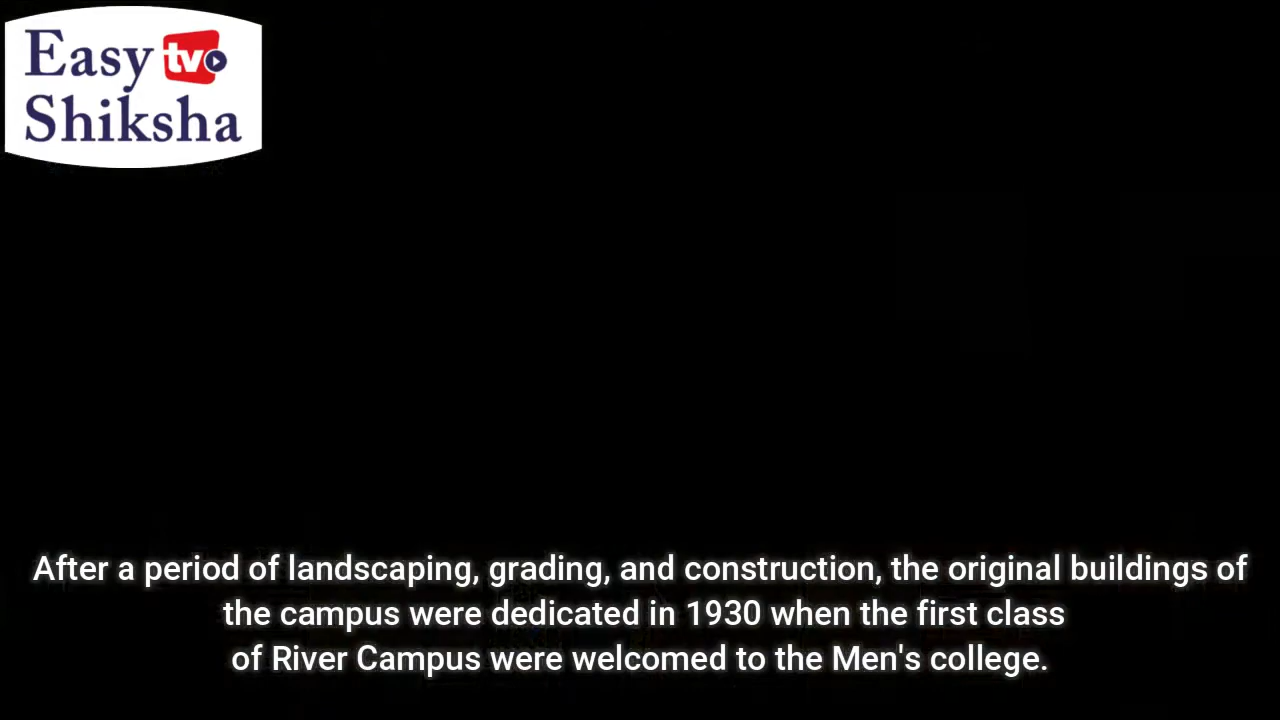 Easy tv
Shiksha
After a period of landscaping, grading, and construction, the original buildings of
the campus were dedicated in 1930 when the first class
of River Campus were welcomed to the Men's college.